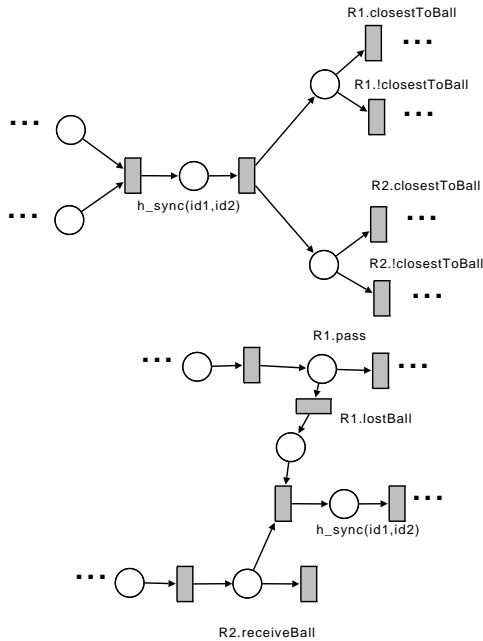 R1.closestToBall
...
R1.!closestToBall
...
...
R2.closestToBall
h_sync(id1,id2)
...
...
R2.!closestToBall
...
R1.pass
...
...
R1.lostBall
...
h_sync(id1,id2)
...
R2.receiveBall